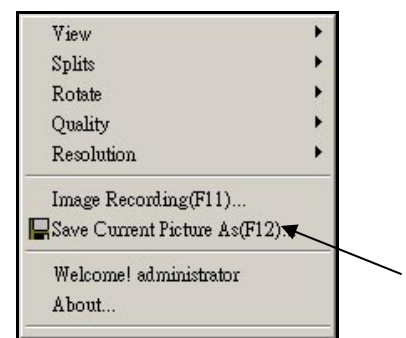 View
Splits
Rotate
Quality
Resolution
Image Recording(F11)...
Save Current Picture As(F12)..
Welcome! administrator
About...